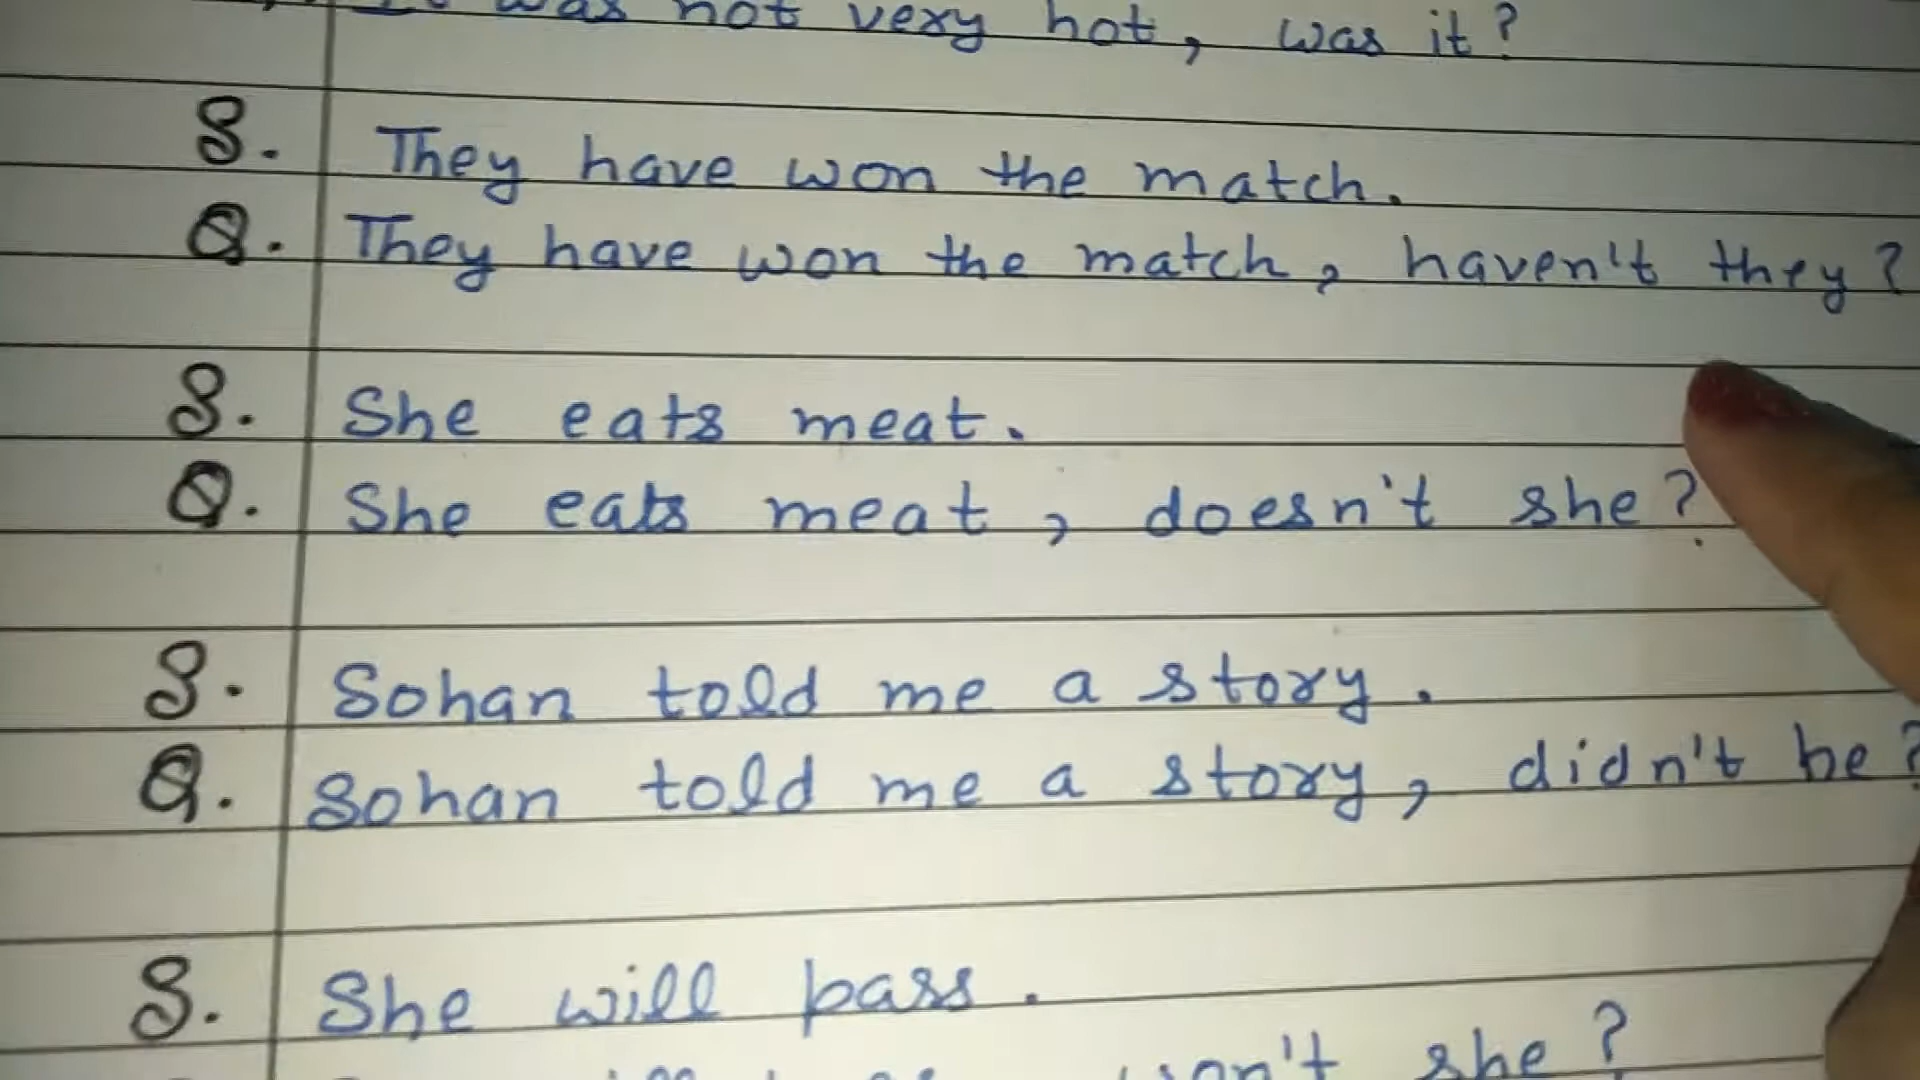 It was not very hot, was it?
S. They have won the match.
Q. They have won the match, haven't they?
S. She eats meat.
Q. She eats meat, doesn't she?
S. Sohan told me a story.
Q. Sohan told me a story, didn't he?
S. She will pass.
won't she?